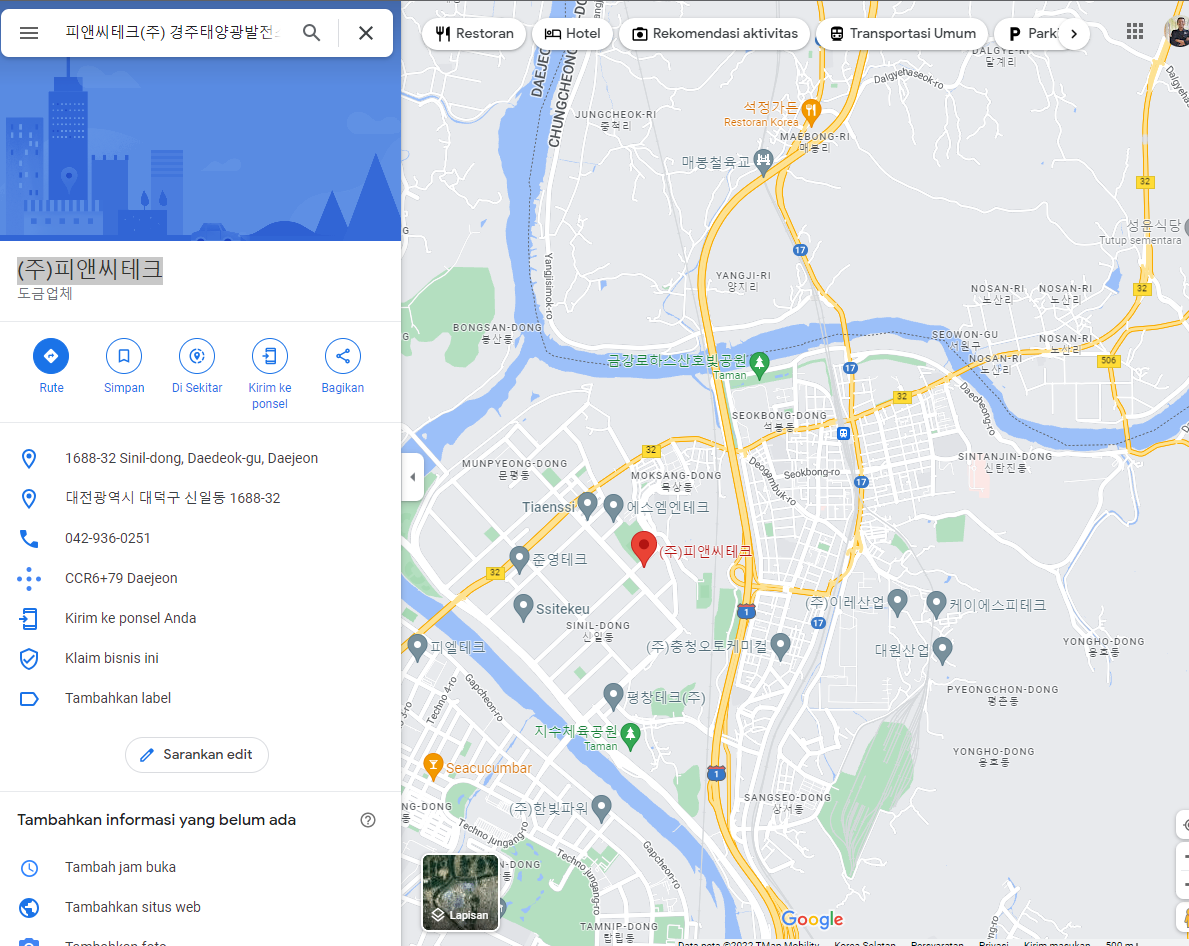 피앤씨테크(주) 경주태양광발전소
(주)피앤씨테크
도금업체
Rute
Simpan
Di Sekitar
Kirim ke
ponsel
Bagikan
1688-32 Sinil-dong, Daedeok-gu, Daejeon
대전광역시 대덕구 신일동 1688-32
042-936-0251
CCR6+79 Daejeon
Kirim ke ponsel Anda
Klaim bisnis ini
Tambahkan label
Sarankan edit
Tambahkan informasi yang belum ada
Tambah jam buka
Tambahkan situs web
Tambahkan foto
Restoran
Hotel
Rekomendasi aktivitas
Transportasi Umum
Park
DAEJE
CHUNGCHEON
JUNGCHEOK-RI
중척리
DALGYE-RI
달계리
Dalgyehaseok-ro
Dalgyeha
석정가든
Restoran Korea
MAEBONG-RI
매봉리
매봉철육교
32
성운식당
Tutup sementara
17
Yangjisimok-ro
YANGJI-RI
양지리
NOSAN-RI
노산리
NOSAN-RI
노산리
32
BONGSAN-DONG
봉산동
SEOWON-GU
서원구
NOSAN-RI
노산리
NOSAN-RI
노산리
506
금강로하스산호빛공원
Taman
17
32
Daecheong-ro
SEOKBONG-DONG
석봉동
32
MUNPYEONG-DONG
문평동
MOKSANG-DONG
목상동
Deogambuk-ro
Seokbong-ro
17
SINTANJIN-DONG
신탄진동
Tiaenssi
에스엠엔테크
(주)피앤씨테크
준영테크
32
Ssitekeu
SINIL-DONG
신일동
1
(주)이레산업
케이에스피테크
17
피엘테크
(주)충청오토케미컬
대원산업
YONGHO-DONG
용호동
Techno 4-ro
Gapcheon-ro
평창테크(주)
PYEONGCHON-DONG
평촌동
지수체육공원
Taman
YONGHO-DONG
용호동
Seacucumbar
1
SANGSEO-DONG
상서동
(주)한빛파워
NG-DONG
Techno jungang-ro
Techno jungang-ro
Gapcheon-ro
N-DONG
동
Lapisan
TAMNIP-DONG
탑립동
Google
Data peta ©2022 TMap Mobility
Korea Selatan
Persyaratan
Privasi
Kirim masukan
500 m